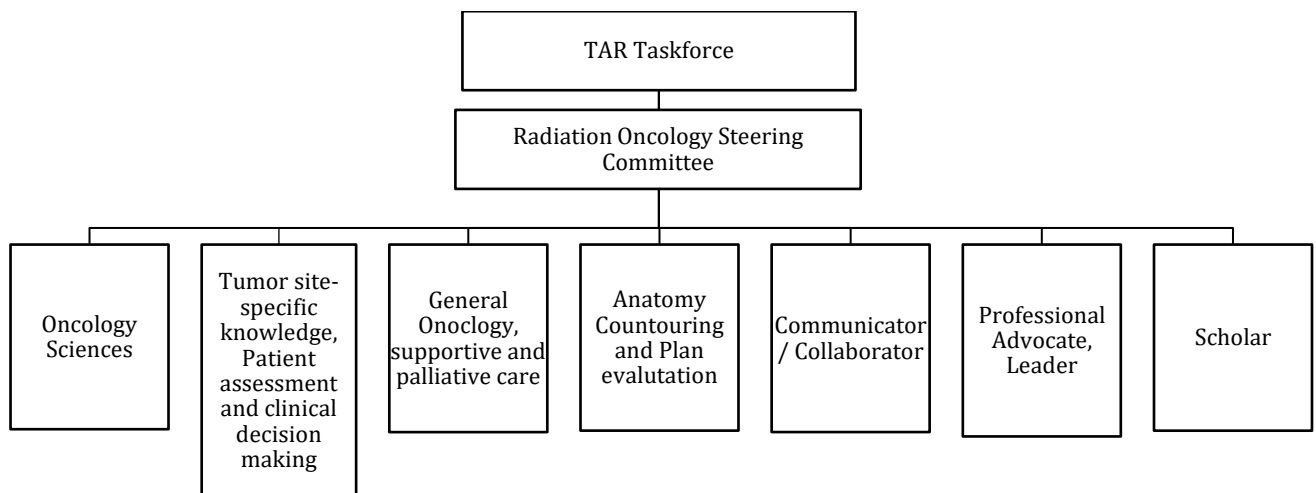 TAR Taskforce
Radiation Oncology Steering
Committee
Oncology
Sciences
Tumor site-
specific
knowledge,
Patient
assessment
and clinical
decision
making
General
Onoclogy,
supportive and
palliative care
Anatomy
Countouring
and Plan
evalutation
Communicator
/ Collaborator
Professional
Advocate,
Leader
Scholar